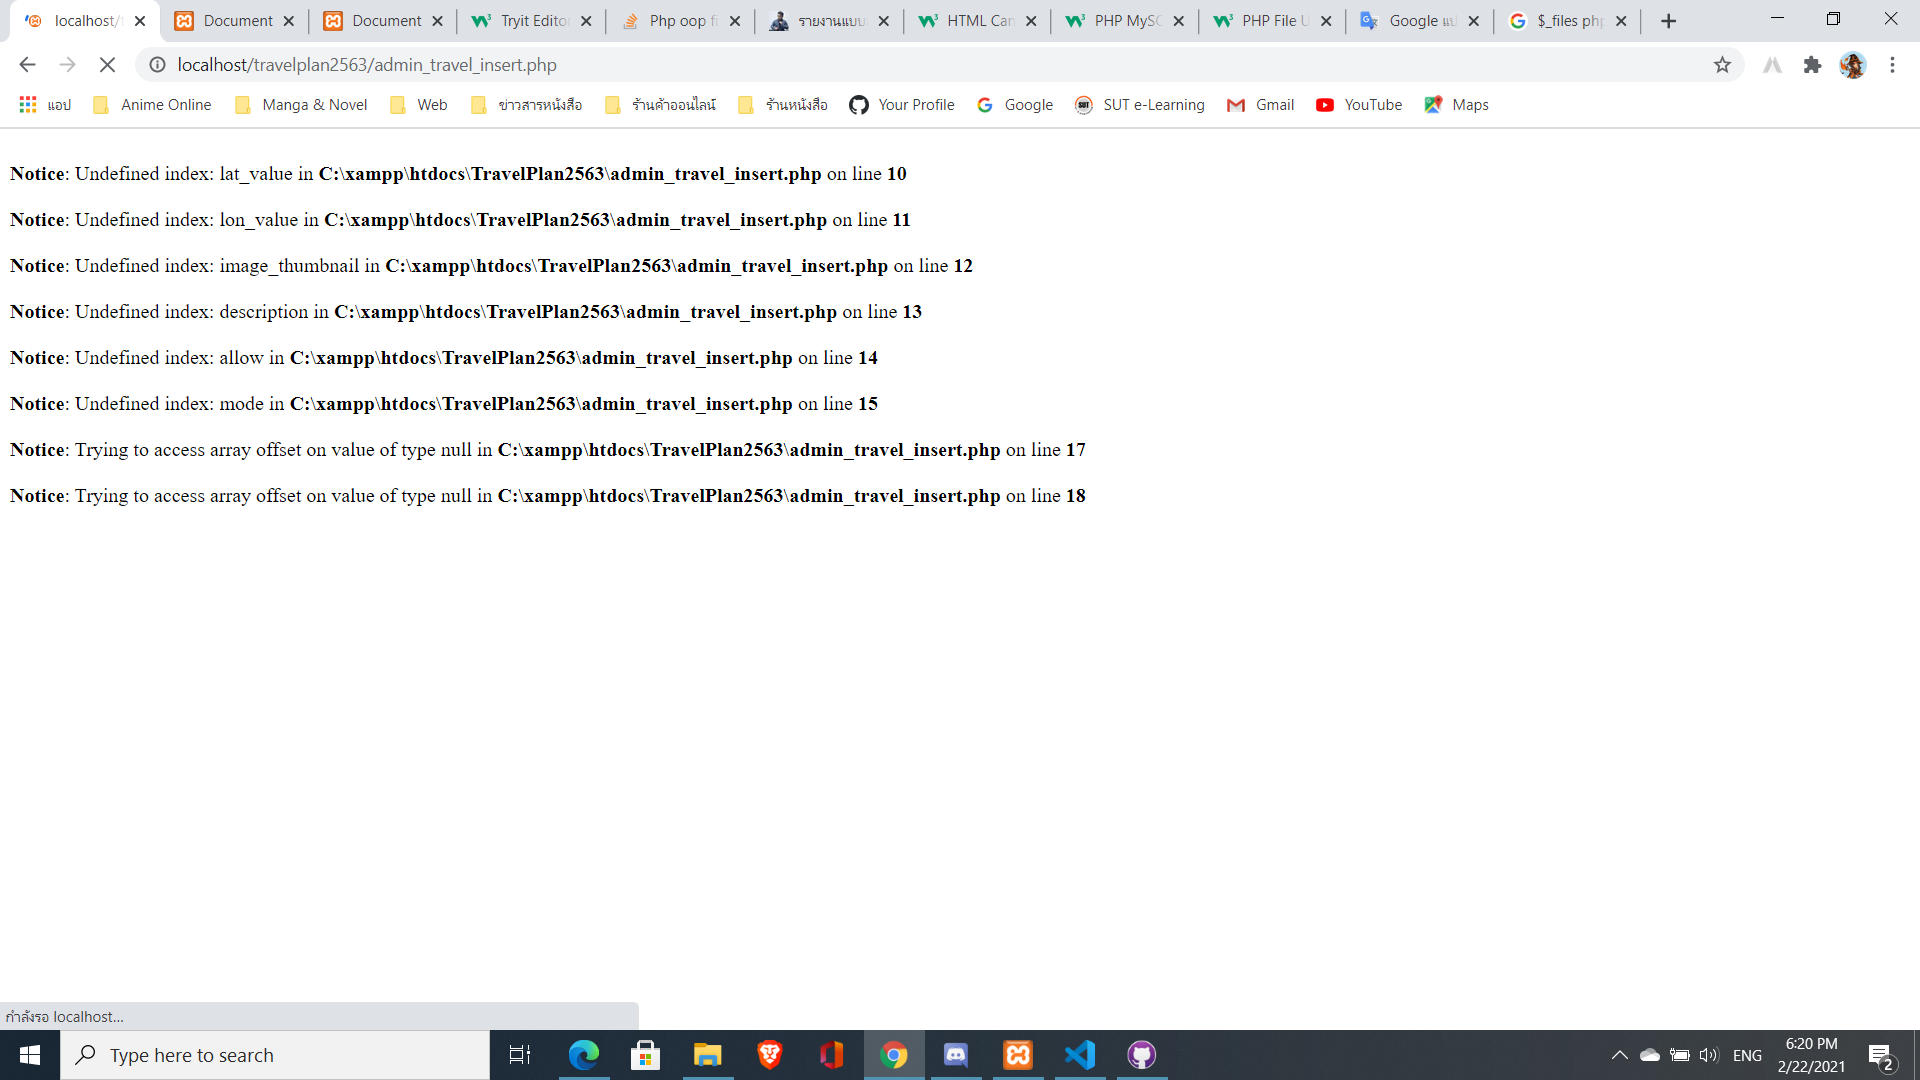 localhost/t
Document
Document
Tryit Editor
Php oop fi
รายงานแบบ
HTML Can
PHP MySQ
PHP File U
Google แป
$_files php
localhost/travelplan2563/admin_travel_insert.php
แอป
Anime Online
Manga & Novel
Web
ข่าวสารหนังสือ
ร้านค้าออนไลน์
ร้านหนังสือ
Your Profile
Google
SUT e-Learning
Gmail
YouTube
Maps
Notice: Undefined index: lat_value in C:\xampp\htdocs\TravelPlan2563\admin_travel_insert.php on line 10
Notice: Undefined index: lon_value in C:\xampp\htdocs\TravelPlan2563\admin_travel_insert.php on line 11
Notice: Undefined index: image_thumbnail in C:\xampp\htdocs\TravelPlan2563\admin_travel_insert.php on line 12
Notice: Undefined index: description in C:\xampp\htdocs\TravelPlan2563\admin_travel_insert.php on line 13
Notice: Undefined index: allow in C:\xampp\htdocs\TravelPlan2563\admin_travel_insert.php on line 14
Notice: Undefined index: mode in C:\xampp\htdocs\TravelPlan2563\admin_travel_insert.php on line 15
Notice: Trying to access array offset on value of type null in C:\xampp\htdocs\TravelPlan2563\admin_travel_insert.php on line 17
Notice: Trying to access array offset on value of type null in C:\xampp\htdocs\TravelPlan2563\admin_travel_insert.php on line 18
กำลังรอ localhost...
Type here to search
ENG
6:20 PM
2/22/2021
2